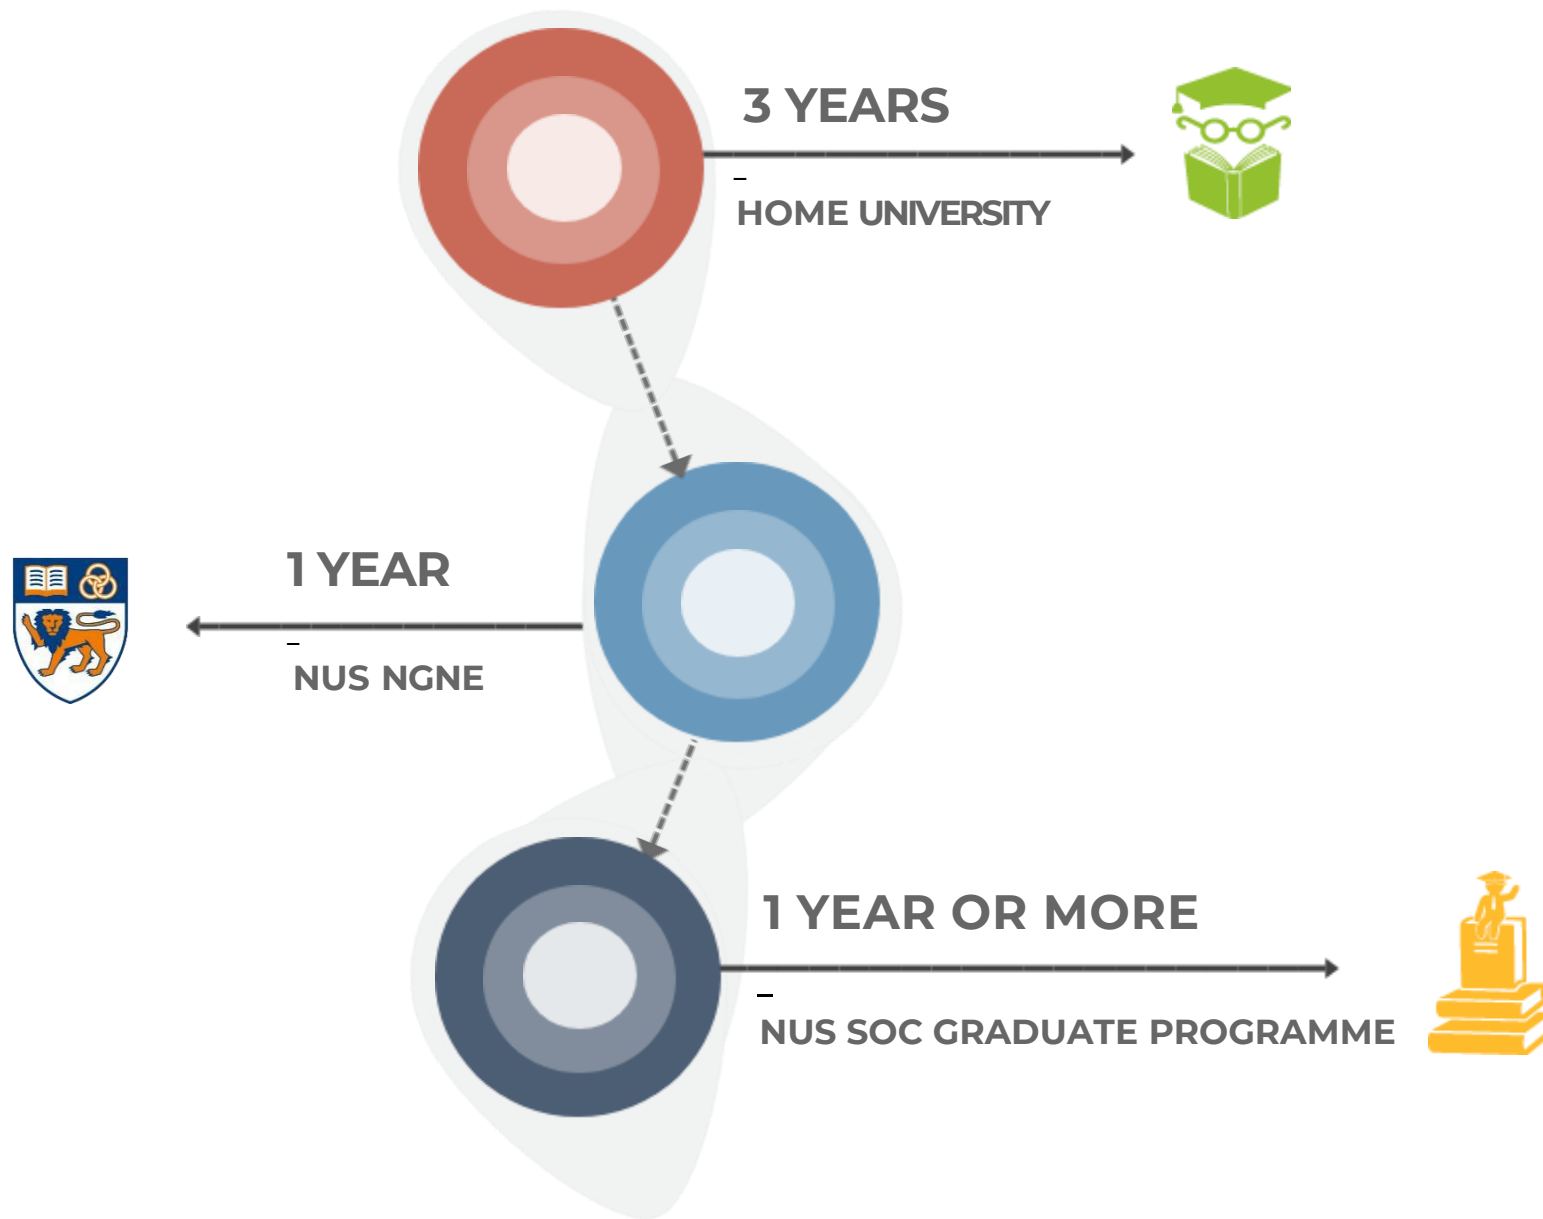 3 YEARS
HOME UNIVERSITY
1 YEAR
NUS NGNE
1 YEAR OR MORE
NUS SOC GRADUATE PROGRAMME